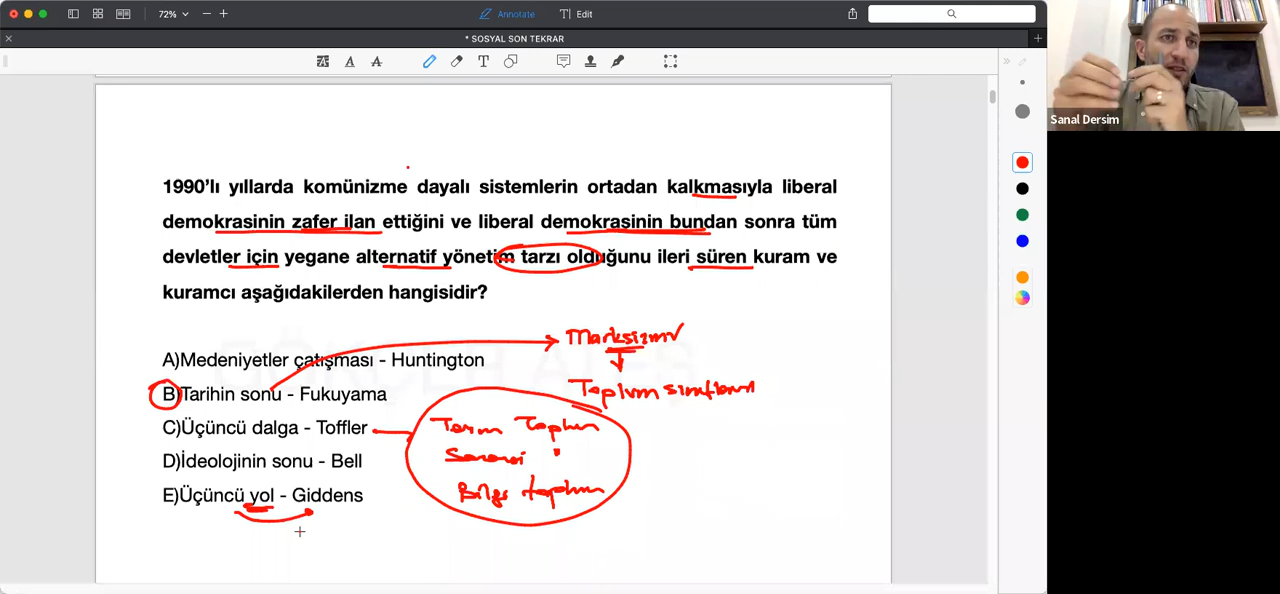 72%
Annotate
Edit
* SOSYAL SON TEKRAR
Sanal Dersim
1990’lı yıllarda komünizme dayalı sistemlerin ortadan kalkmasıyla liberal
demokrasinin zafer ilan ettiğini ve liberal demokrasinin bundan sonra tüm
devletler için yegane alternatif yönetim tarzı olduğunu ileri süren kuram ve
kuramcı aşağıdakilerden hangisidir?
A)Medeniyetler çatışması - Huntington
B)Tarihin sonu - Fukuyama
C)Üçüncü dalga - Toffler
D)İdeolojinin sonu - Bell
E)Üçüncü yol - Giddens
Marksizm
Toplum sınıfların
Tarım Toplum
Sanayi "
Bilgi toplum